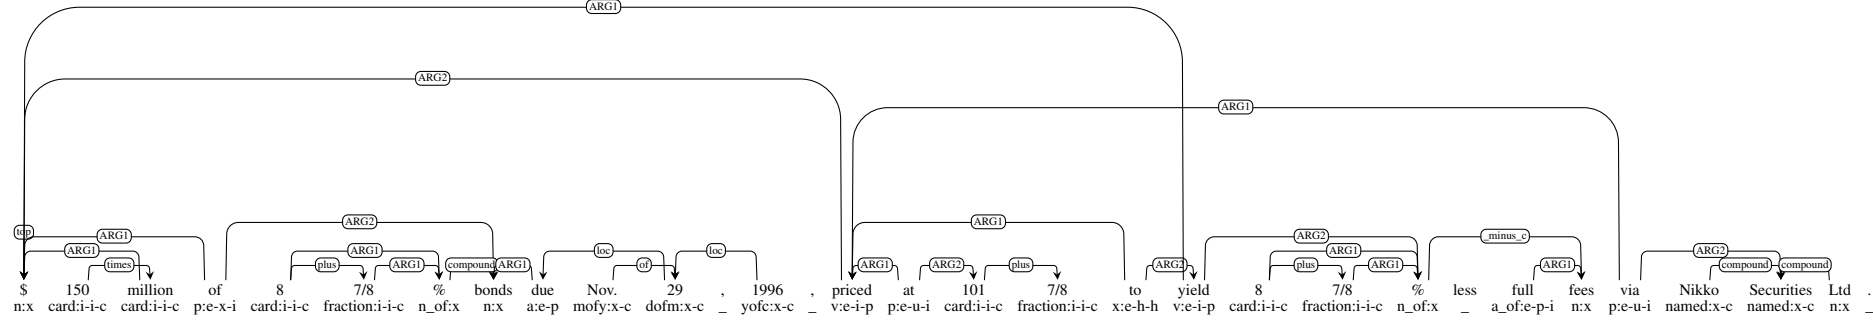 ARG1
ARG2
ARG1
ARG2 ARG1
top ARG1 _minus_c
ARG1 ARG1 loc loc ARG2 ARG1 ARG2
times plus ARG1 compound ARG1 of ARG1 ARG2 plus ARG2 plus ARG1 ARG1 compound compound
$ 150 million of 8 7/8 % bonds due Nov. 29 , 1996 , priced at 101 7/8 to yield 8 7/8 % less full fees via Nikko Securities Ltd .
n:x card:i-i-c card:i-i-c p:e-x-i card:i-i-c fraction:i-i-c n_of:x n:x a:e-p mofy:x-c dofm:x-c _ yofc:x-c _ v:e-i-p p:e-u-i card:i-i-c fraction:i-i-c x:e-h-h v:e-i-p card:i-i-c fraction:i-i-c n_of:x _ a_of:e-p-i n:x p:e-u-i named:x-c named:x-c n:x _